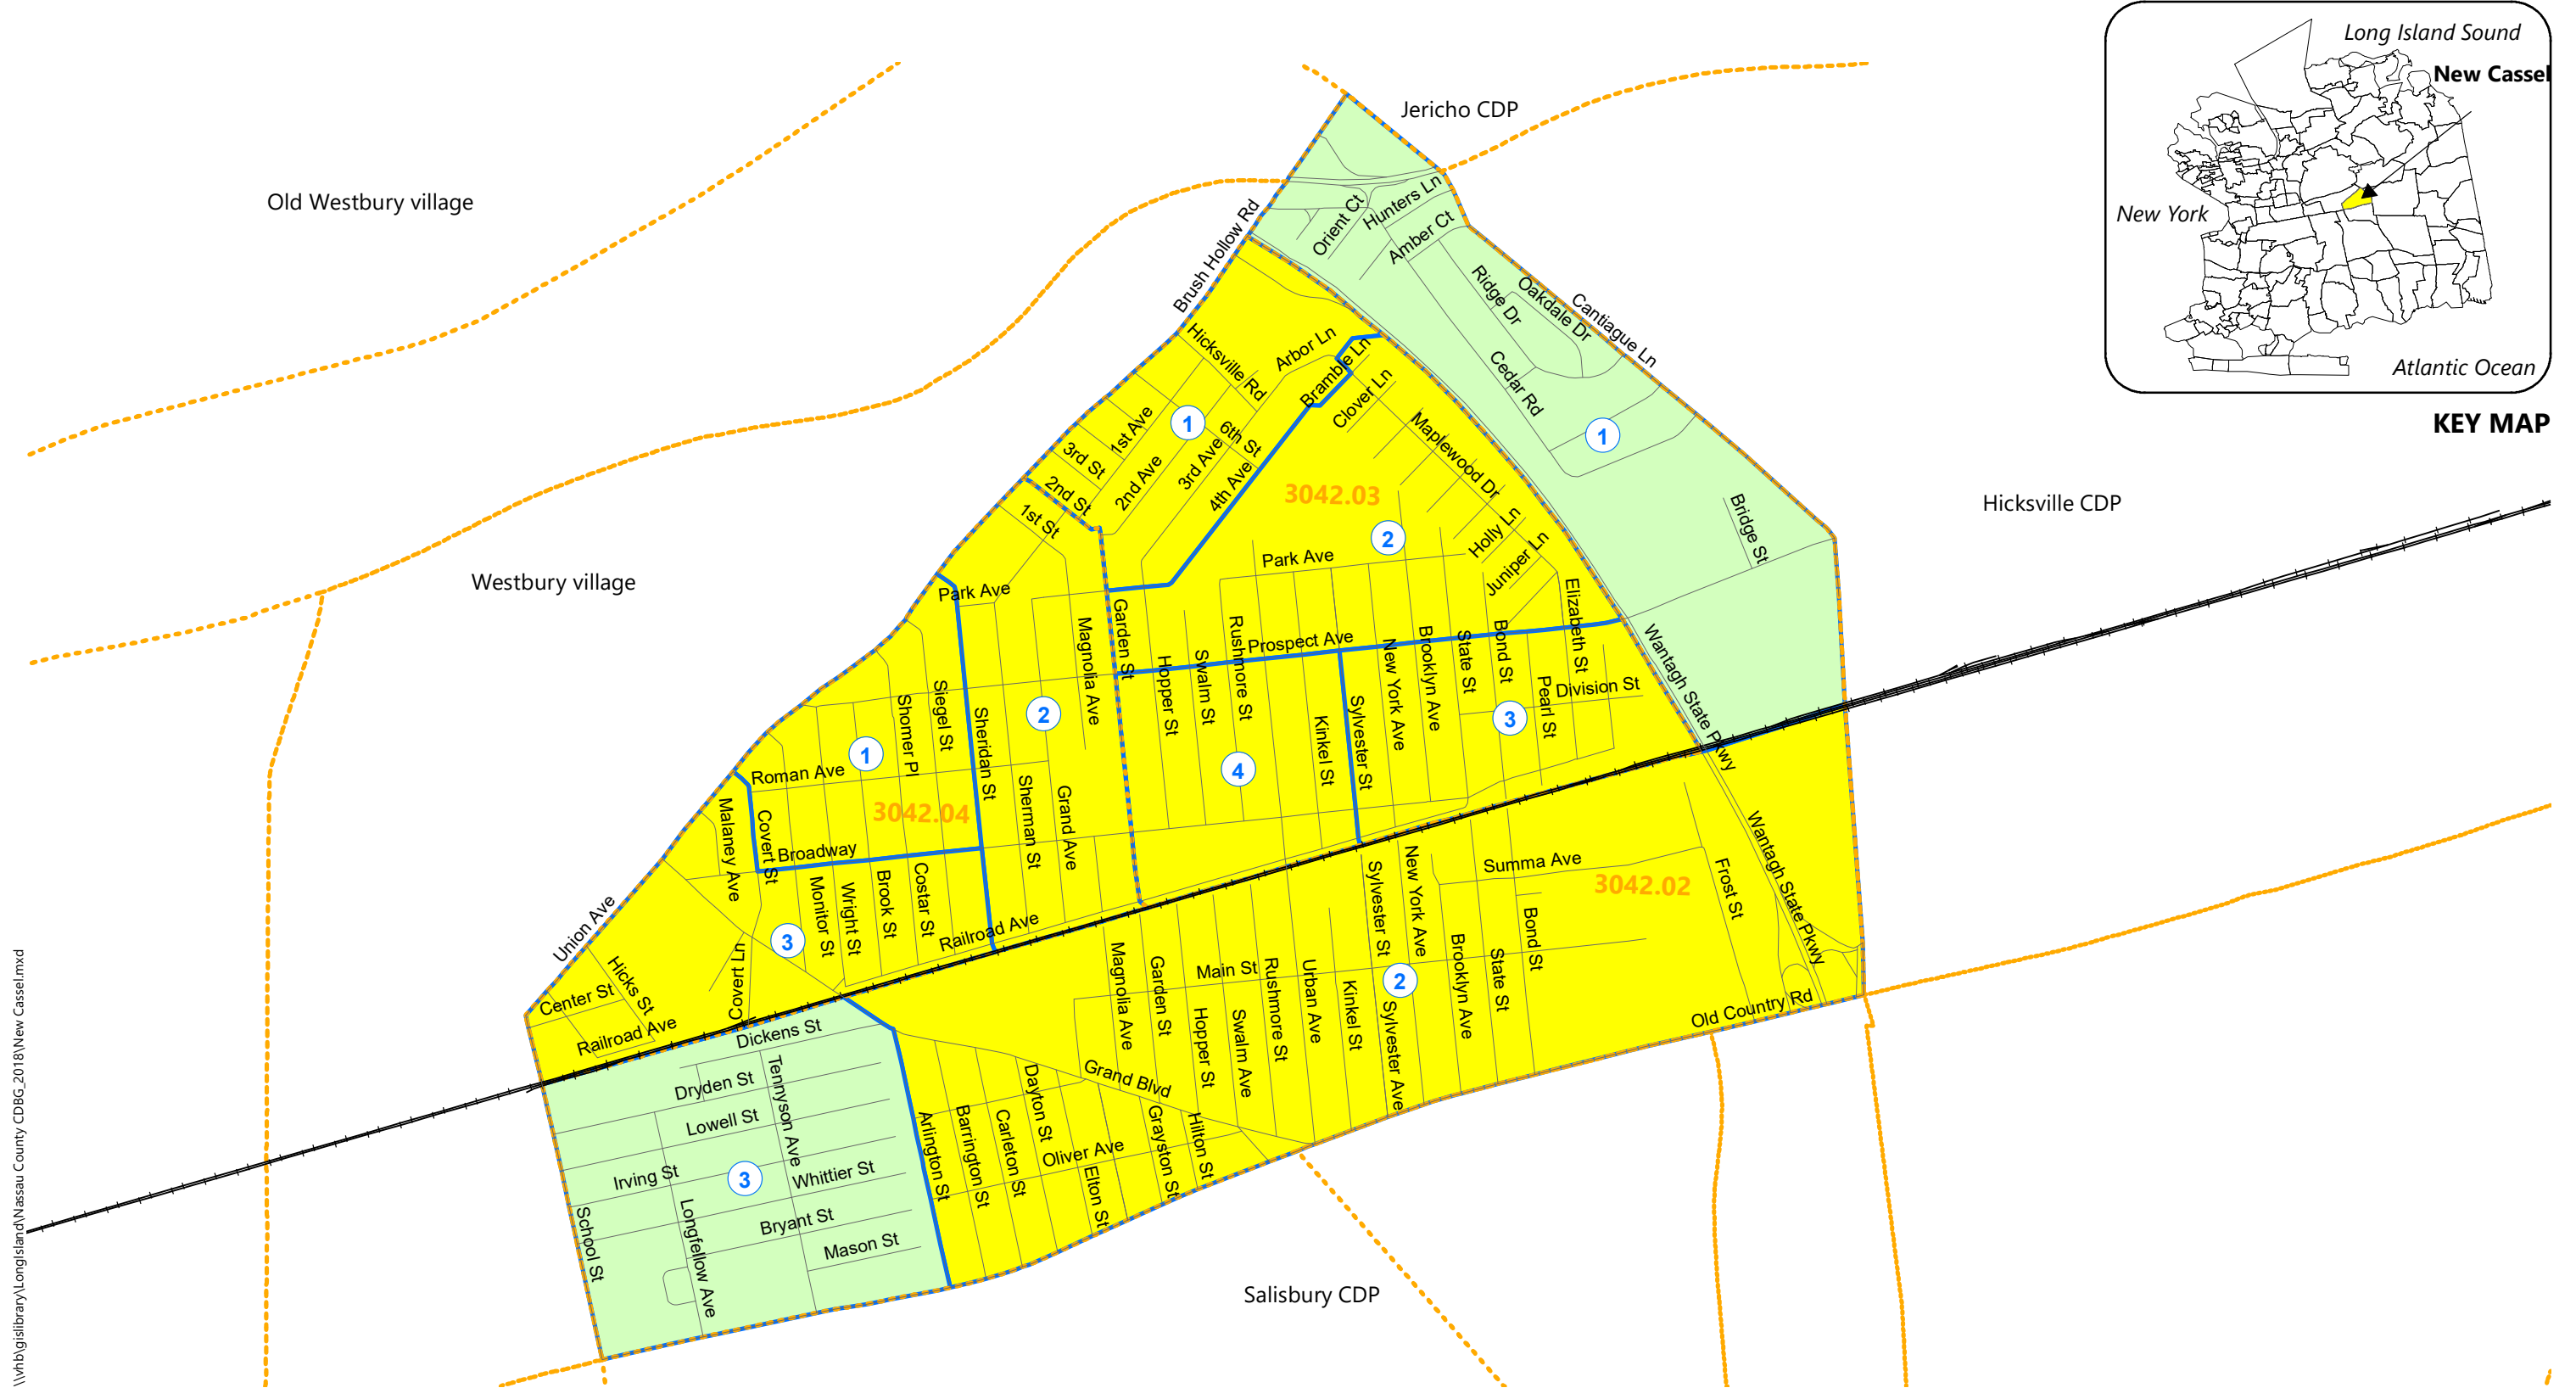 Long Island Sound
New Cassel
New York
Atlantic Ocean
KEY MAP
Jericho CDP
Old Westbury village
Westbury village
Hicksville CDP
Salisbury CDP
Brush Hollow Rd
Orient Ct
Hunters Ln
Amber Ct
Ridge Dr
Oakdale Dr
Cantiague Ln
Cedar Rd
1
Bridge St
Hicksville Rd
Arbor Ln
Bramble Ln
Clover Ln
Maplewood Dr
1
1st Ave
6th St
3rd St
2nd Ave
3rd Ave
4th Ave
2nd St
1st St
3042.03
2
Holly Ln
Juniper Ln
Park Ave
Park Ave
Elizabeth St
Garden St
Magnolia Ave
Rushmore St
Prospect Ave
Hopper St
Swalm St
New York Ave
Brooklyn Ave
State St
Bond St
Pearl St
Division St
3
Wantagh State Pkwy
Kinkel St
Sylvester St
4
Siegel St
Shomer Pl
Sheridan St
2
1
Roman Ave
3042.04
Malaney Ave
Covert St
Broadway
Sherman St
Grand Ave
Monitor St
Wright St
Brook St
Costar St
Railroad Ave
3
Union Ave
Covert Ln
Hicks St
Center St
Railroad Ave
Sylvester St
New York Ave
Summa Ave
3042.02
Frost St
Wantagh State Pkwy
Bond St
Magnolia Ave
Garden St
Main St
Rushmore St
Urban Ave
Kinkel St
2
Brooklyn Ave
State St
Hopper St
Swalm Ave
Sylvester Ave
Old Country Rd
Grand Blvd
Dickens St
Dryden St
Tennyson Ave
Lowell St
Irving St
3
Whittier St
Bryant St
Mason St
School St
Longfellow Ave
Arlington St
Barrington St
Carleton St
Dayton St
Oliver Ave
Elton St
Grayston St
Hilton St
\\vhb\gislibrary\LongIsland\Nassau County CDBG_2018\New Cassel.mxd